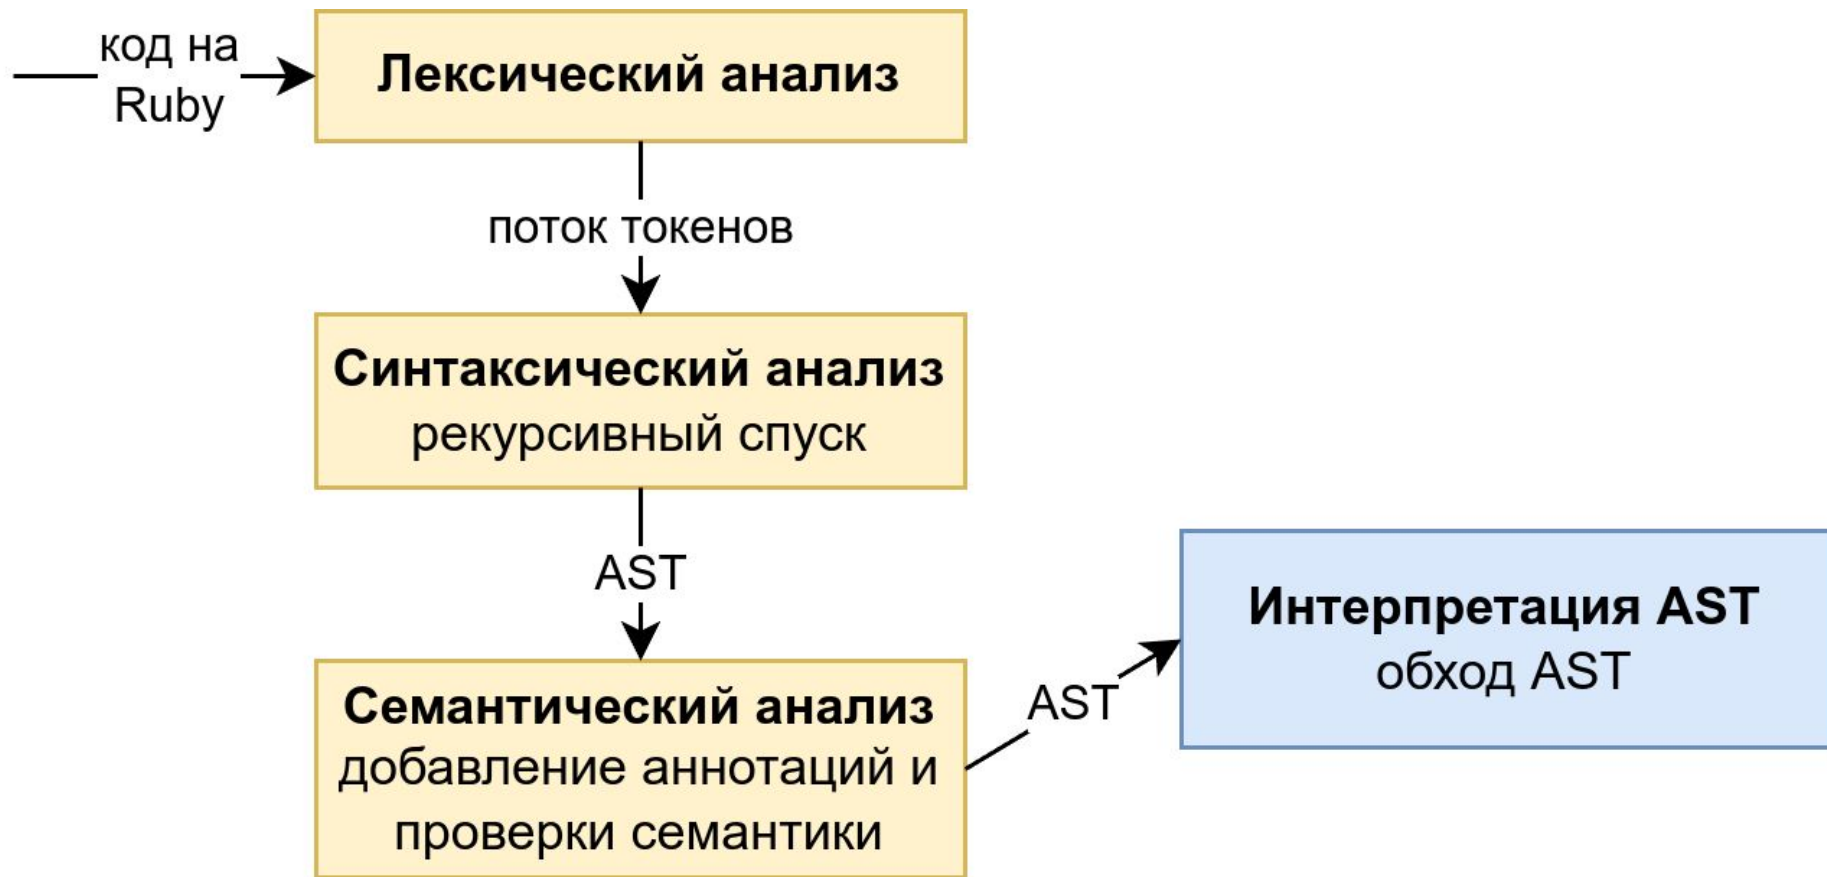 код на
Ruby
Лексический анализ
поток токенов
Синтаксический анализ
рекурсивный спуск
AST
Семантический анализ
добавление аннотаций и
проверки семантики
AST
Интерпретация AST
обход AST